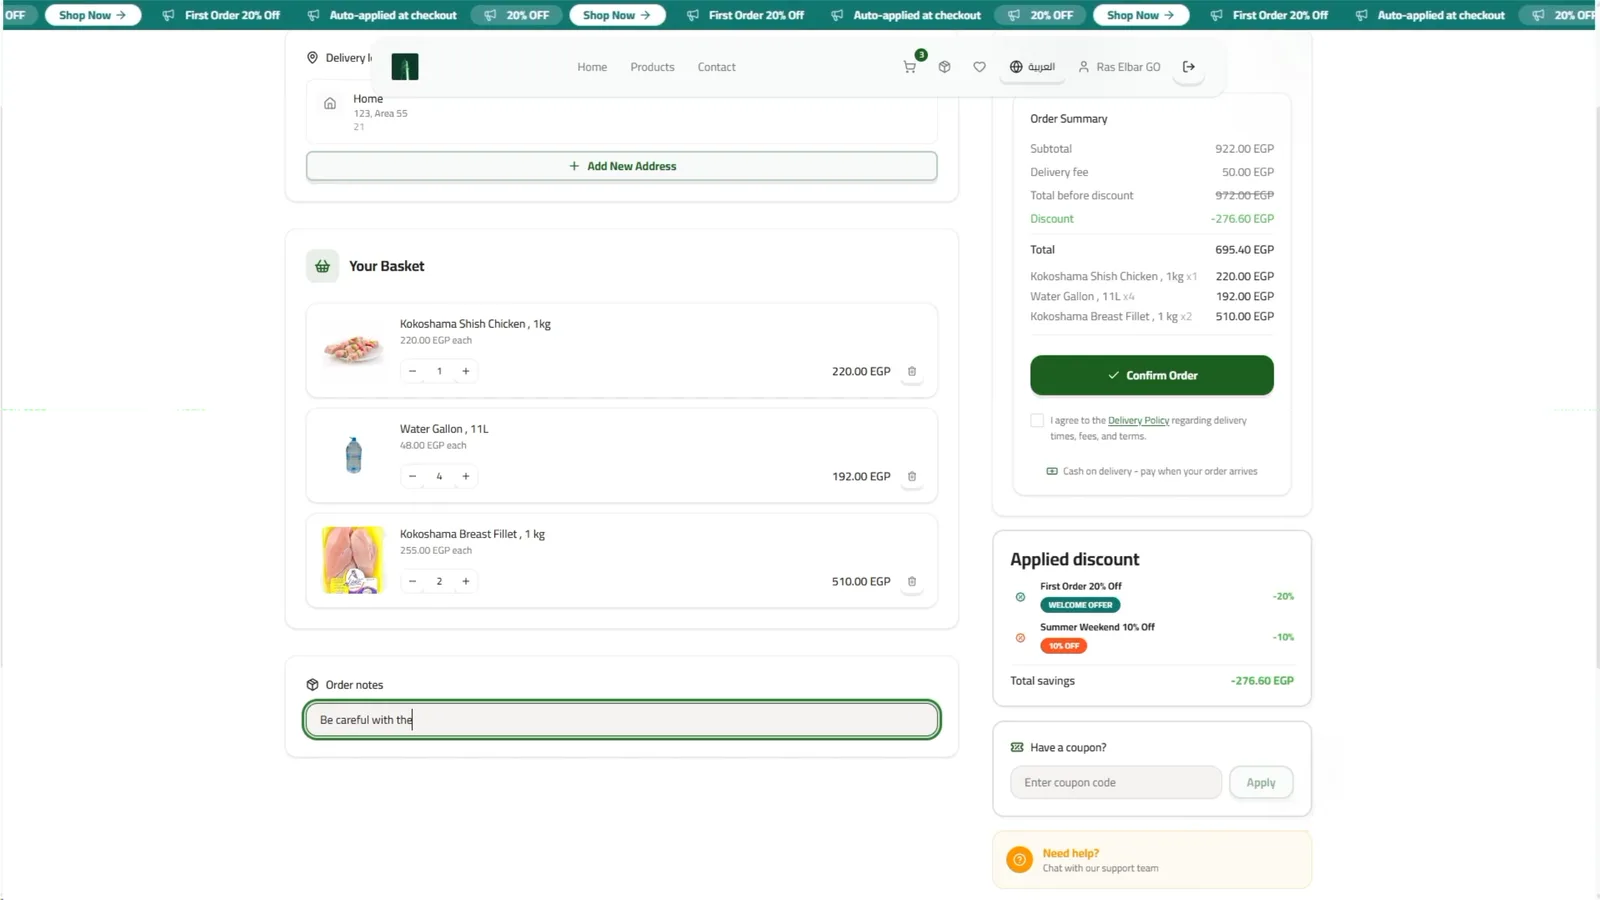 OFF
Shop Now →
First Order 20% Off
Auto-applied at checkout
20% OFF
Shop Now →
First Order 20% Off
Auto-applied at checkout
20% OFF
Shop Now →
First Order 20% Off
Auto-applied at checkout
20% OFF
Home
Products
Contact
3
العربية
Ras Elbar GO
Delivery
Home
123, Area 55
21
+ Add New Address
Your Basket
Kokoshama Shish Chicken , 1kg
220.00 EGP each
− 1 +
220.00 EGP
Water Gallon , 11L
48.00 EGP each
− 4 +
192.00 EGP
Kokoshama Breast Fillet , 1 kg
255.00 EGP each
− 2 +
510.00 EGP
Order notes
Be careful with the
Order Summary
Subtotal 922.00 EGP
Delivery fee 50.00 EGP
Total before discount 972.00 EGP
Discount -276.60 EGP
Total 695.40 EGP
Kokoshama Shish Chicken , 1kg x1 220.00 EGP
Water Gallon , 11L x4 192.00 EGP
Kokoshama Breast Fillet , 1 kg x2 510.00 EGP
Confirm Order
I agree to the Delivery Policy regarding delivery
times, fees, and terms.
Cash on delivery - pay when your order arrives
Applied discount
First Order 20% Off
WELCOME OFFER
-20%
Summer Weekend 10% Off
10% OFF
-10%
Total savings -276.60 EGP
Have a coupon?
Enter coupon code
Apply
Need help?
Chat with our support team